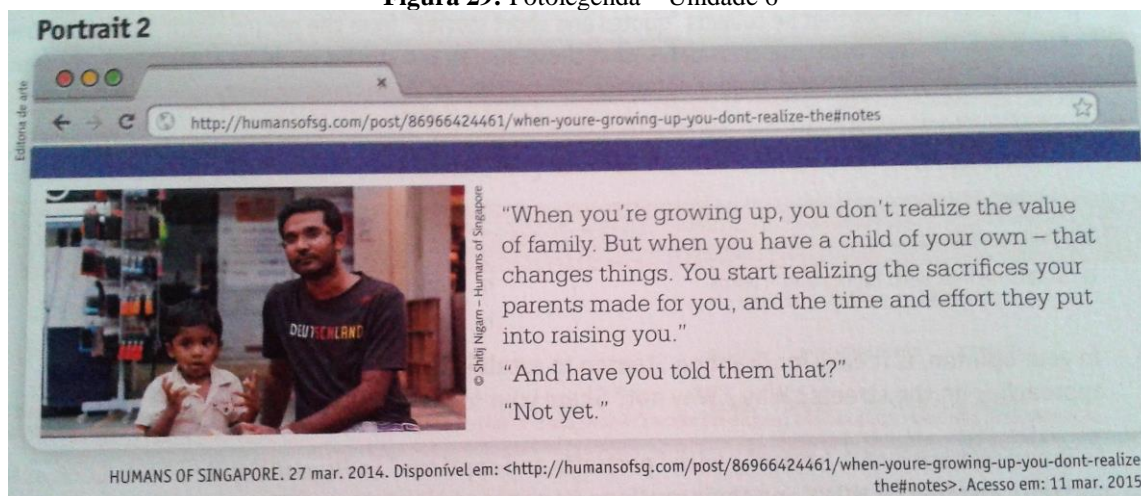 Figura 29: Fotolegenda – Unidade 6
Portrait 2
Editoria de arte
http://humansofsg.com/post/86966424461/when-youre-growing-up-you-dont-realize-the#notes
DEUTSCHLAND
© Shitij Nigam – Humans of Singapore
“When you’re growing up, you don’t realize the value
of family. But when you have a child of your own – that
changes things. You start realizing the sacrifices your
parents made for you, and the time and effort they put
into raising you.”
“And have you told them that?”
“Not yet.”
HUMANS OF SINGAPORE. 27 mar. 2014. Disponível em: <http://humansofsg.com/post/86966424461/when-youre-growing-up-you-dont-realize
the#notes>. Acesso em: 11 mar. 2015